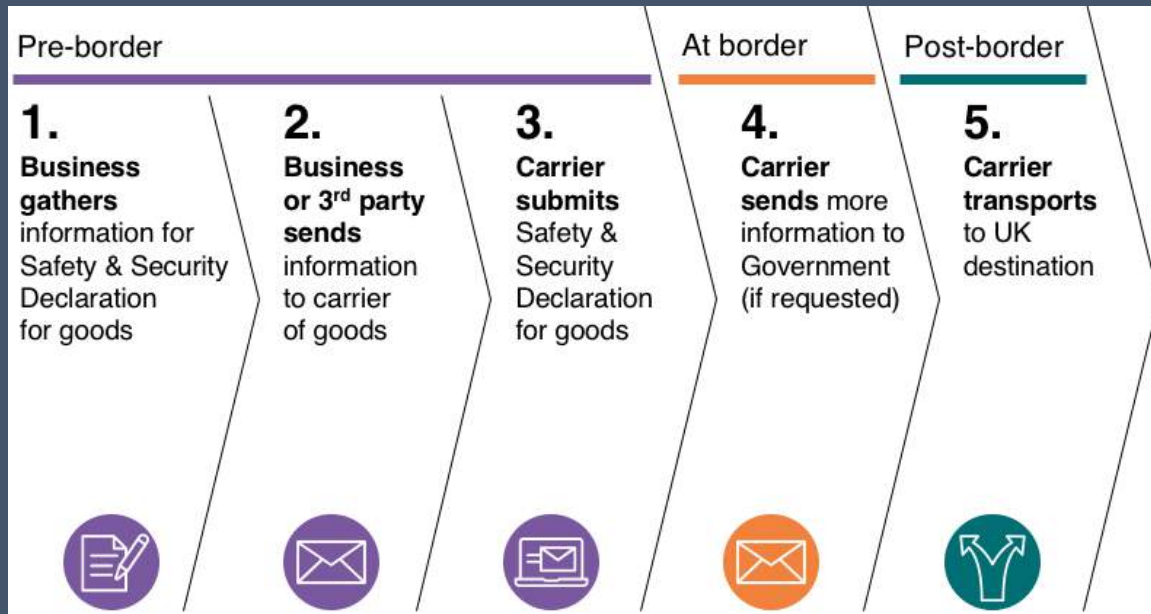 Pre-border
1.
Business
gathers
information for
Safety & Security
Declaration
for goods
2.
Business
or 3rd party
sends
information
to carrier
of goods
3.
Carrier
submits
Safety &
Security
Declaration
for goods
At border
4.
Carrier
sends more
information to
Government
(if requested)
Post-border
5.
Carrier
transports
to UK
destination